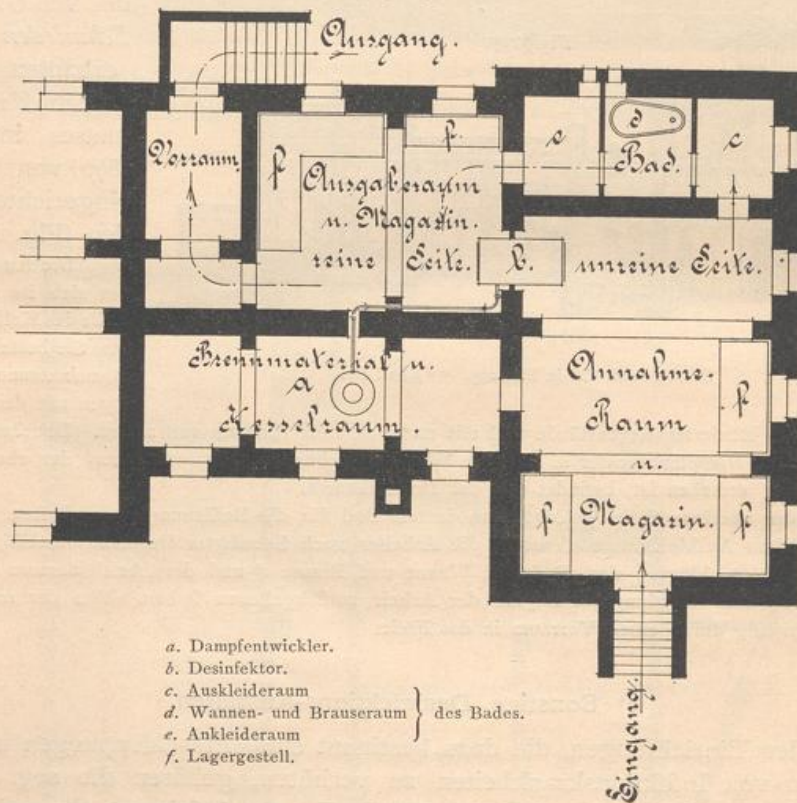 Ausgang.
Vorraum.
f
f.
e
d
Bad.
c
Ausgaberaum
u. Magazin.
reine Seite.
b.
unreine Seite.
Brennmaterial u.
a
Kesselraum.
Annahme-
Raum
f
u.
f
Magazin.
f
Eingang.
a. Dampfentwickler.
b. Desinfektor.
c. Auskleideraum
d. Wannen- und Brauseraum } des Bades.
e. Ankleideraum
f. Lagergestell.